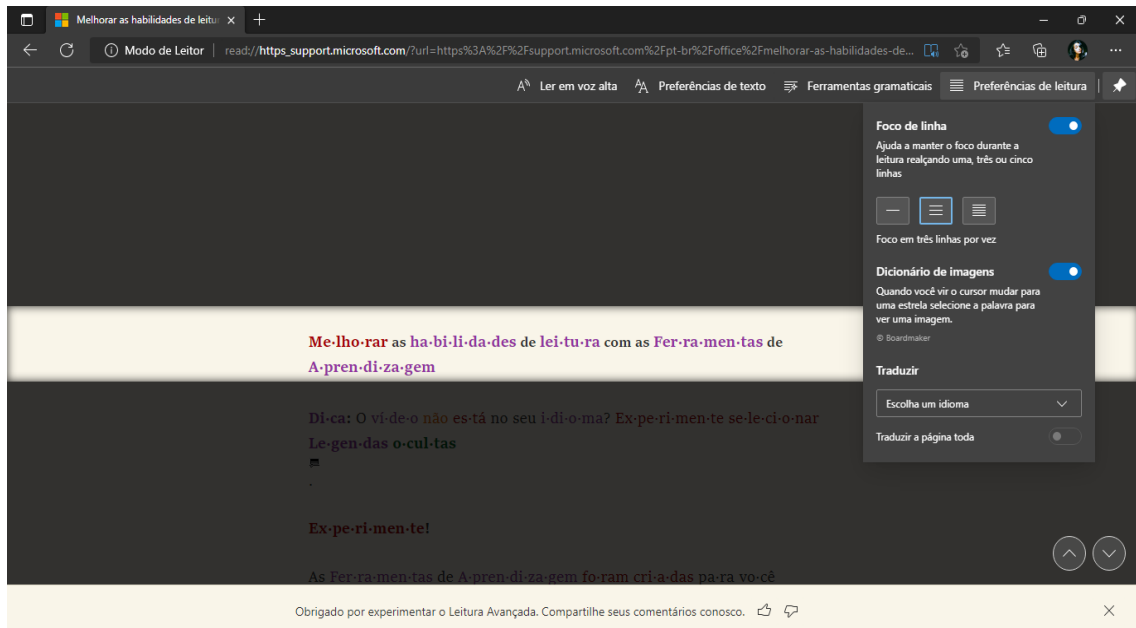 Melhorar as habilidades de leitu
Modo de Leitor | read://https_support.microsoft.com/?url=https%3A%2F%2Fsupport.microsoft.com%2Fpt-br%2Foffice%2Fmelhorar-as-habilidades-de...
Ler em voz alta Preferências de texto Ferramentas gramaticais Preferências de leitura
Foco de linha
Ajuda a manter o foco durante a
leitura realçando uma, três ou cinco
linhas
Foco em três linhas por vez
Dicionário de imagens
Quando você vir o cursor mudar para
uma estrela selecione a palavra para
ver uma imagem.
© Boardmaker
Traduzir
Escolha um idioma
Traduzir a página toda
Me·lho·rar as ha·bi·li·da·des de lei·tu·ra com as Fer·ra·men·tas de
A·pren·di·za·gem
Di·ca: O ví·de·o não es·tá no seu i·di·o·ma? Ex·pe·ri·men·te se·le·ci·o·nar
Le·gen·das o·cul·tas
.
Ex·pe·ri·men·te!
As Fer·ra·men·tas de A·pren·di·za·gem fo·ram cri·a·das pa·ra vo·cê
Obrigado por experimentar o Leitura Avançada. Compartilhe seus comentários conosco.